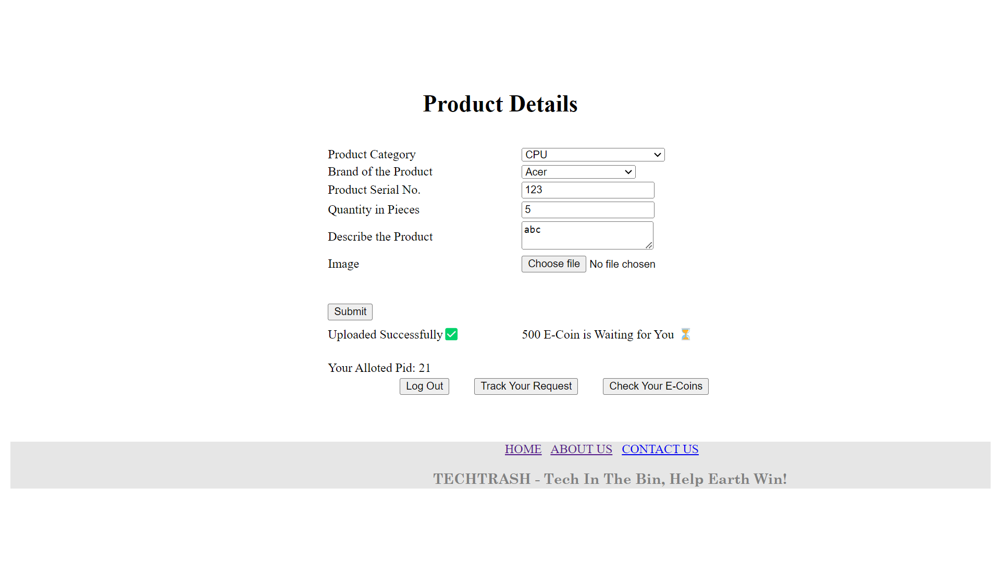 Product Details
Product Category CPU
Brand of the Product Acer
Product Serial No. 123
Quantity in Pieces 5
Describe the Product abc
Image Choose file No file chosen
Submit
Uploaded Successfully✅ 500 E-Coin is Waiting for You ⏳
Your Alloted Pid: 21
Log Out Track Your Request Check Your E-Coins
HOME ABOUT US CONTACT US
TECHTRASH - Tech In The Bin, Help Earth Win!